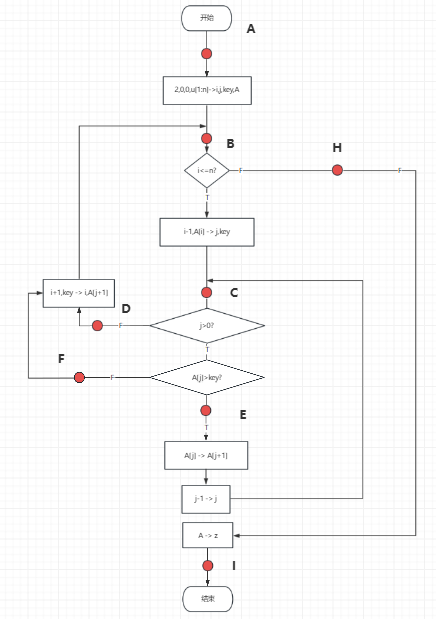 开始
A
2,0,0,u(1:n)->i,j,key,A
B
H
i<=n?
F
F
T
i-1,A(i) -> j,key
C
i+1,key -> i,A(j+1)
D
j>0?
F
T
F
A(j)>key?
F
E
T
A(j) -> A(j+1)
j-1 -> j
A -> z
I
结束